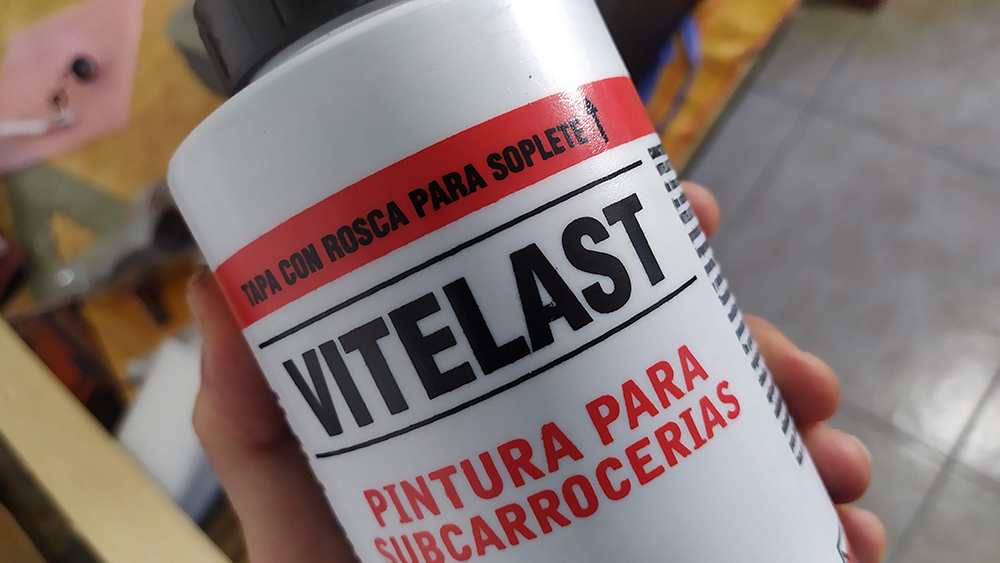 TAPA CON ROSCA PARA SOPLETE
VITELAST
PINTURA PARA
SUBCARROCERIAS